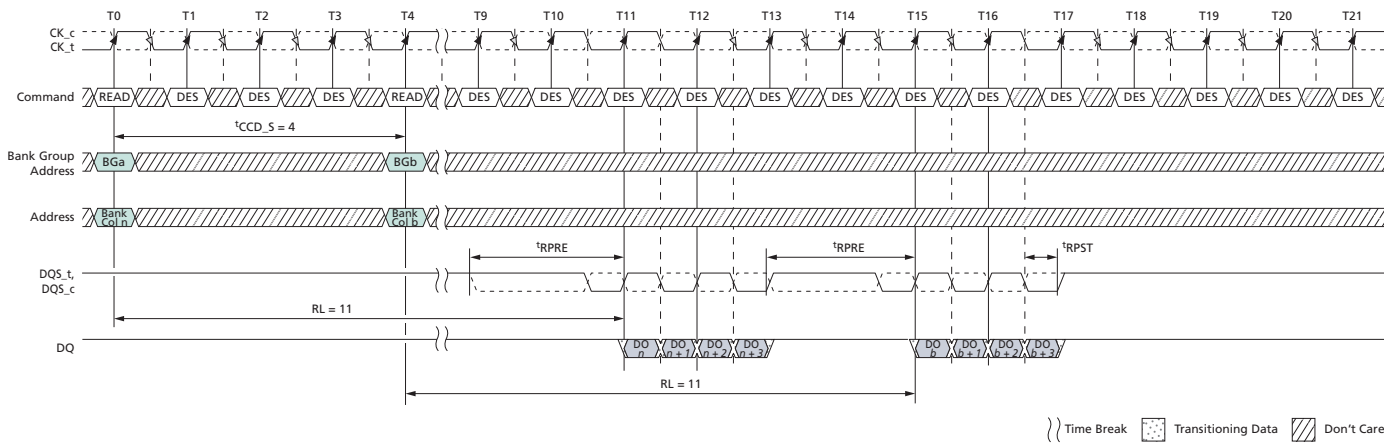 T0 T1 T2 T3 T4 T9 T10 T11 T12 T13 T14 T15 T16 T17 T18 T19 T20 T21
CK_c
CK_t
Command READ DES DES DES READ DES DES DES DES DES DES DES DES DES DES DES DES DES
tCCD_S = 4
Bank Group
Address
BGa BGb
Address
Bank
Col n
Bank
Col b
tRPRE tRPRE tRPST
DQS_t,
DQS_c
RL = 11
DQ
DO
n
DO
n + 1
DO
n + 2
DO
n + 3
DO
b
DO
b + 1
DO
b + 2
DO
b + 3
RL = 11
Time Break Transitioning Data Don't Care